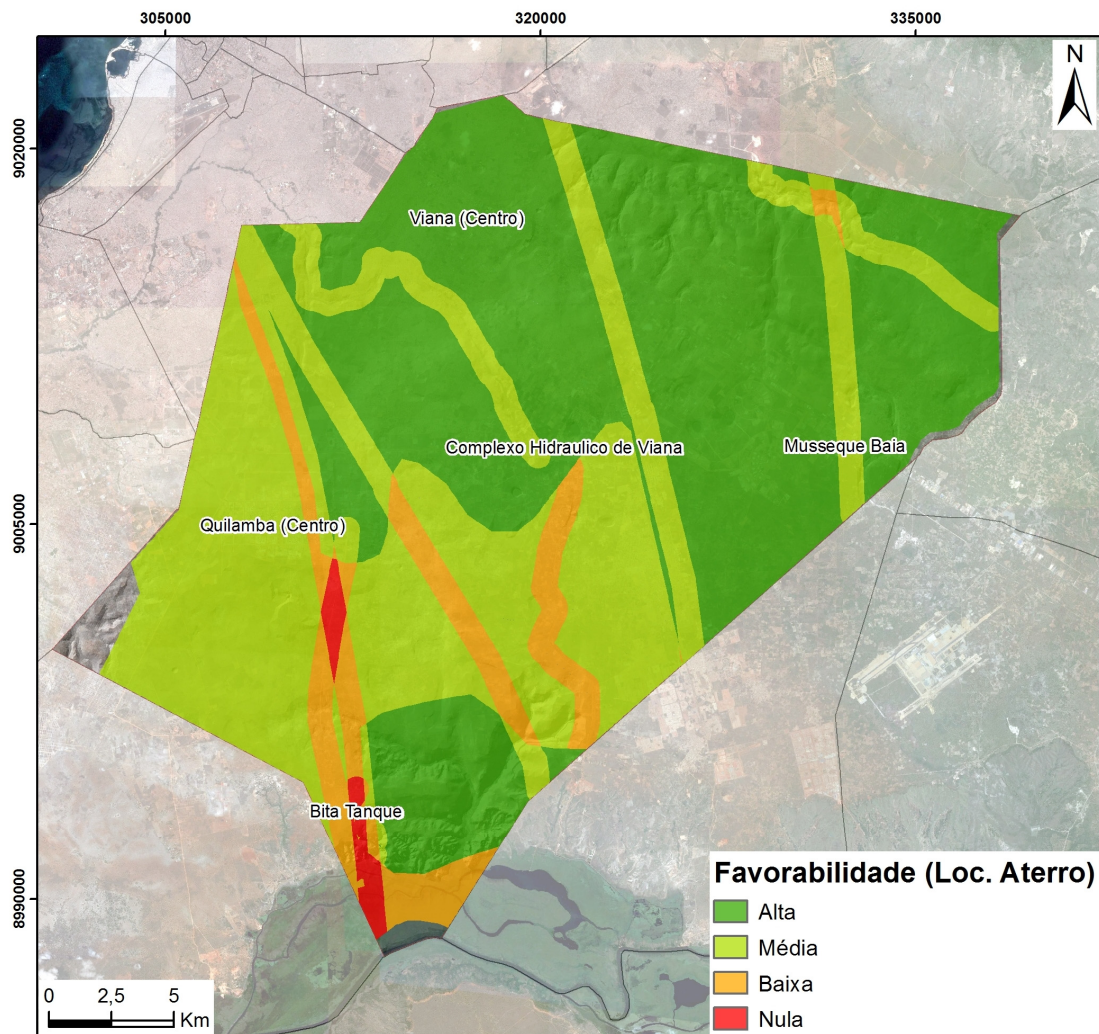 305000
320000
335000
N
9020000
Viana (Centro)
Complexo Hidraulico de Viana
Musseque Baia
9005000
Quilamba (Centro)
Bita Tanque
8990000
Favorabilidade (Loc. Aterro)
Alta
Média
Baixa
Nula
0 2,5 5
Km